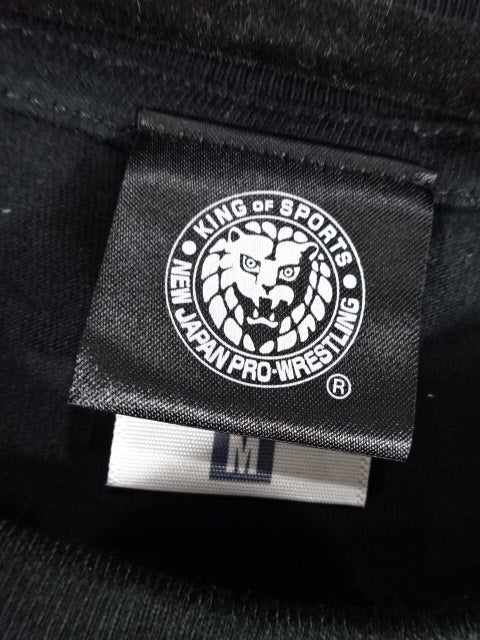 KING OF SPORTS
NEW JAPAN PRO-WRESTLING
®
M